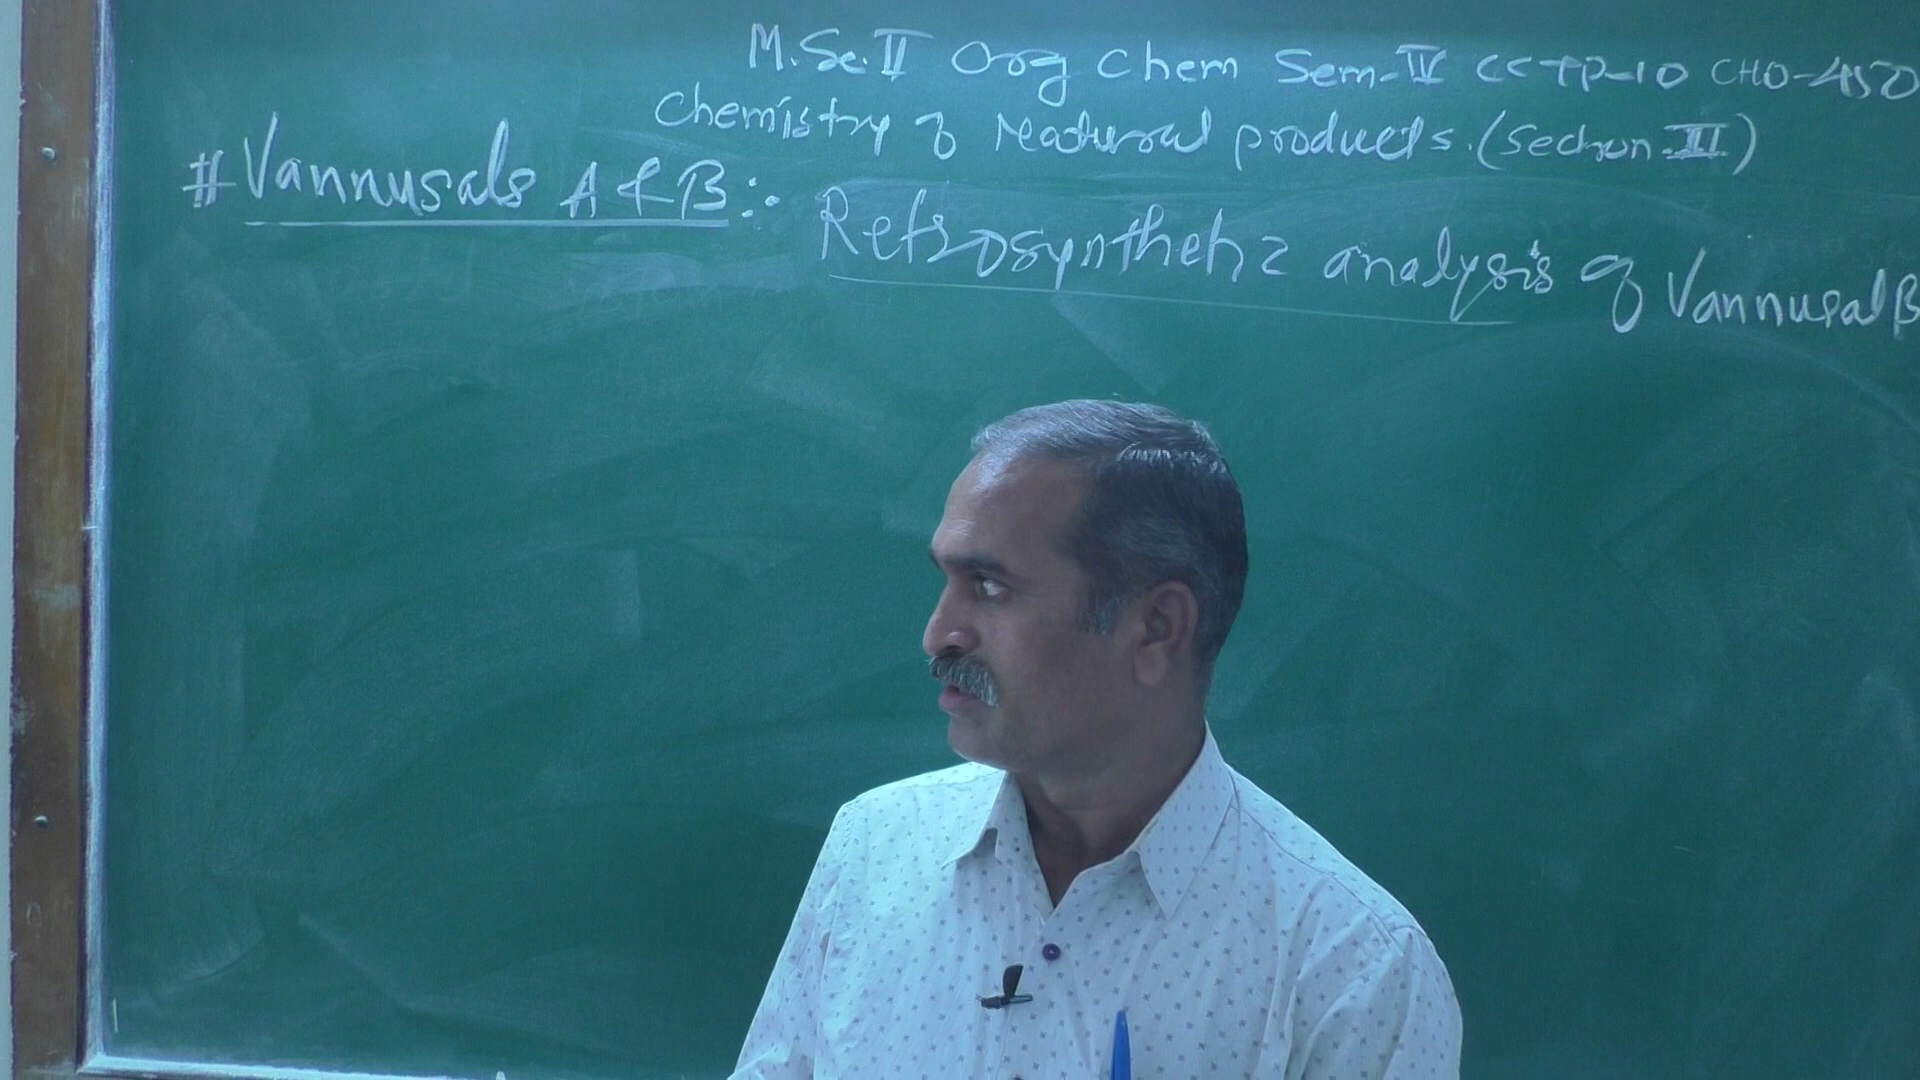 M.Sc.II Org Chem Sem-IV CCTP-10 CHO-450
Chemistry of Natural products. (Section-III)
# Vannusals A & B :- Retrosynthetic analysis of Vannusal B